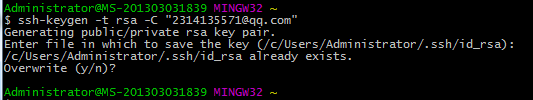 Administrator@MS-201303031839 MINGW32 ~
$ ssh-keygen -t rsa -C "2314135571@qq.com"
Generating public/private rsa key pair.
Enter file in which to save the key (/c/Users/Administrator/.ssh/id_rsa):
/c/Users/Administrator/.ssh/id_rsa already exists.
Overwrite (y/n)?
Administrator@MS-201303031839 MINGW32 ~